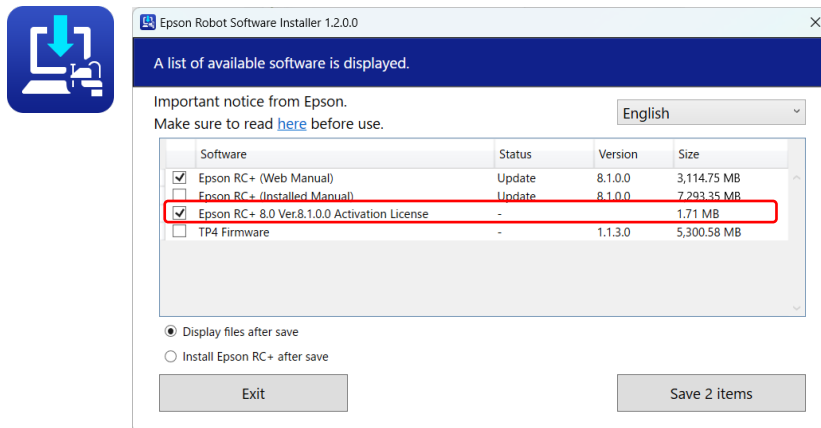 Epson Robot Software Installer 1.2.0.0
A list of available software is displayed.
Important notice from Epson.
Make sure to read here before use.
English
Software Status Version Size
Epson RC+ (Web Manual) Update 8.1.0.0 3,114.75 MB
Epson RC+ (Installed Manual) Update 8.1.0.0 7,293.35 MB
Epson RC+ 8.0 Ver.8.1.0.0 Activation License - 1.71 MB
TP4 Firmware - 1.1.3.0 5,300.58 MB
Display files after save
Install Epson RC+ after save
Exit Save 2 items